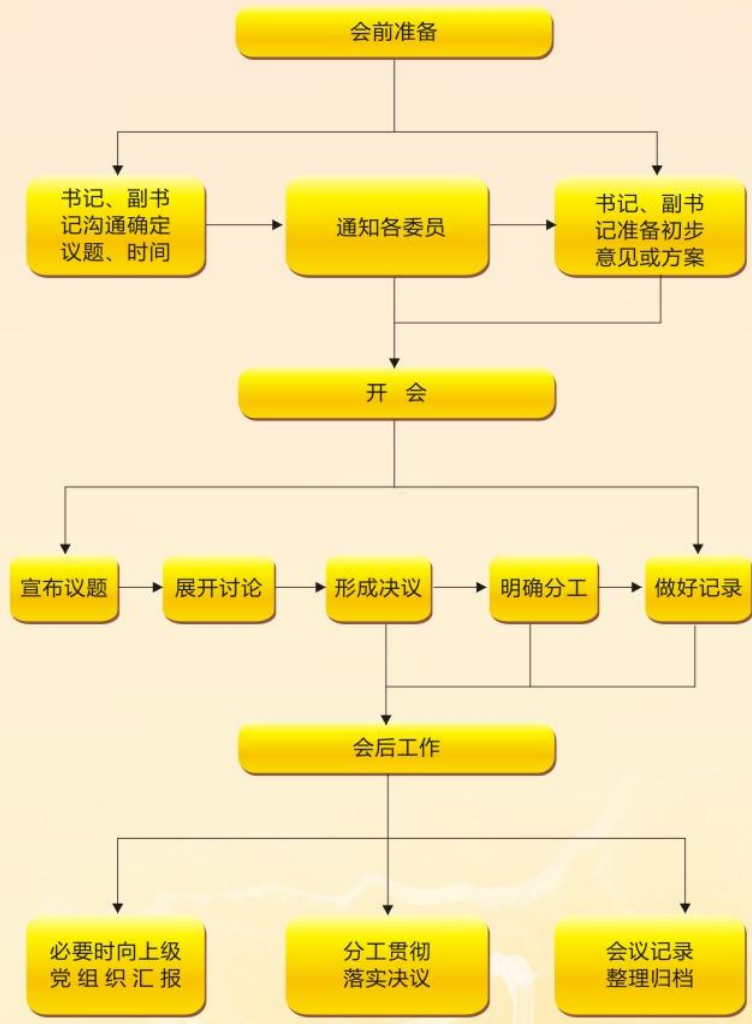 会前准备
书记、副书
记沟通确定
议题、时间
通知各委员
书记、副书
记准备初步
意见或方案
开 会
宣布议题
展开讨论
形成决议
明确分工
做好记录
会后工作
必要时向上级
党组织汇报
分工贯彻
落实决议
会议记录
整理归档